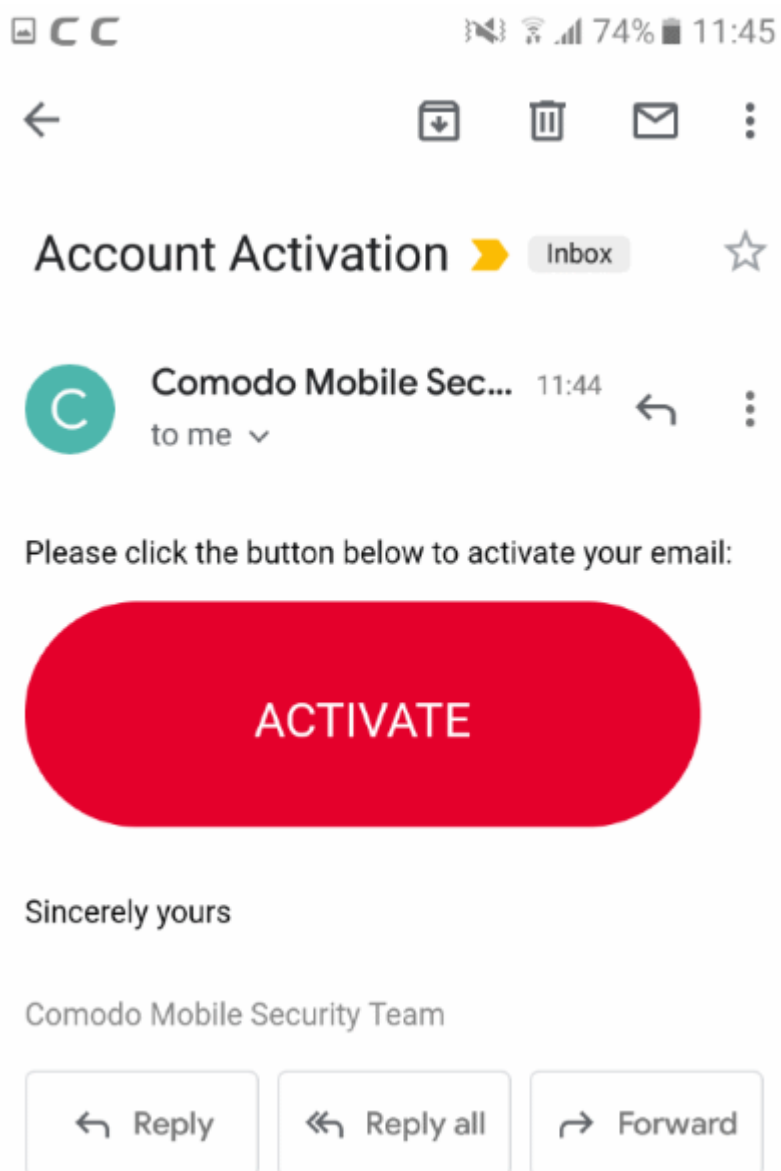 74% 11:45
Account Activation Inbox
C Comodo Mobile Sec... 11:44
to me
Please click the button below to activate your email:
ACTIVATE
Sincerely yours
Comodo Mobile Security Team
Reply Reply all Forward